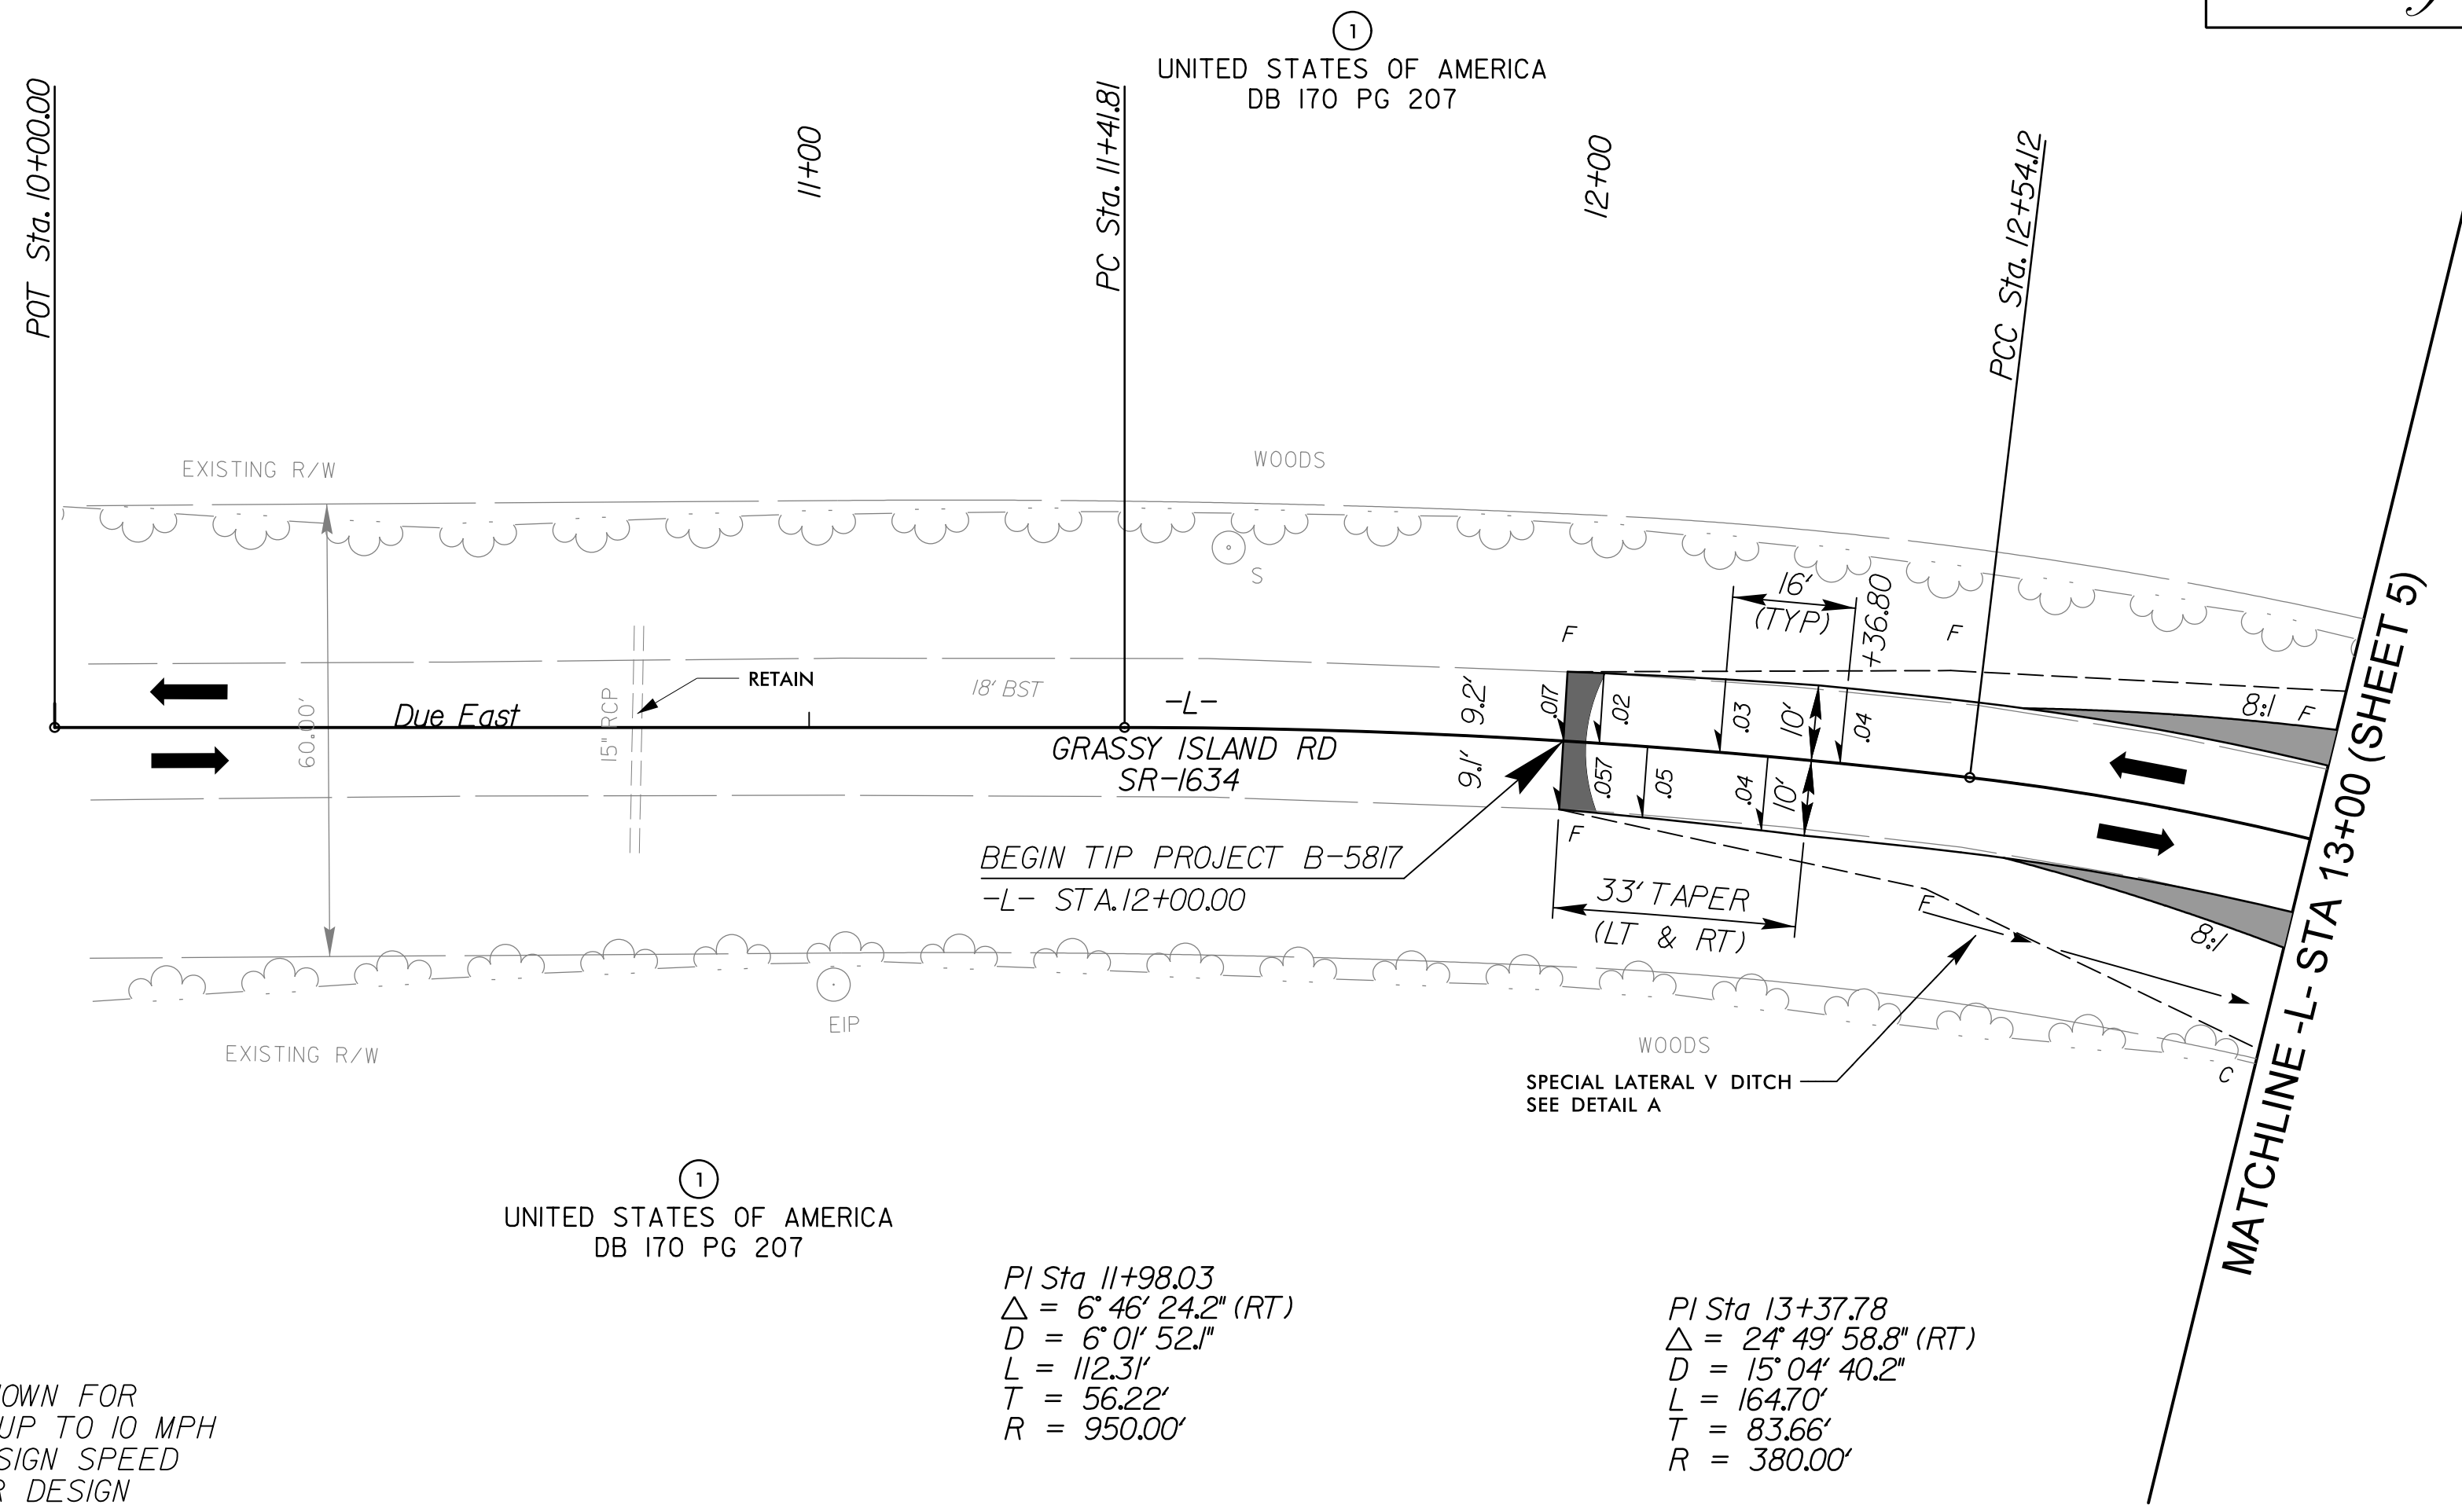 1
UNITED STATES OF AMERICA
DB 170 PG 207
POT Sta. 10+00.00
11+00
PC Sta. 11+41.81
12+00
PCC Sta. 12+54.12
EXISTING R/W
WOODS
S
16'
(TYP)
+36.80
F
F
RETAIN
18' BST
-L-
Due East
60.00'
15" RCP
GRASSY ISLAND RD
SR-1634
9.2'
9.1'
.017
.02
.03
10'
.04
.057
.05
.04
10'
8:1
F
F
BEGIN TIP PROJECT B-5817
-L- STA. 12+00.00
33' TAPER
(LT & RT)
F
8:1
MATCHLINE -L- STA 13+00 (SHEET 5)
EIP
EXISTING R/W
WOODS
C
SPECIAL LATERAL V DITCH
SEE DETAIL A
1
UNITED STATES OF AMERICA
DB 170 PG 207
PI Sta 11+98.03
△ = 6° 46' 24.2" (RT)
D = 6° 01' 52.1"
L = 112.31'
T = 56.22'
R = 950.00'
PI Sta 13+37.78
△ = 24° 49' 58.8" (RT)
D = 15° 04' 40.2"
L = 164.70'
T = 83.66'
R = 380.00'
FOR
UP TO 10 MPH
SPEED
DESIGN